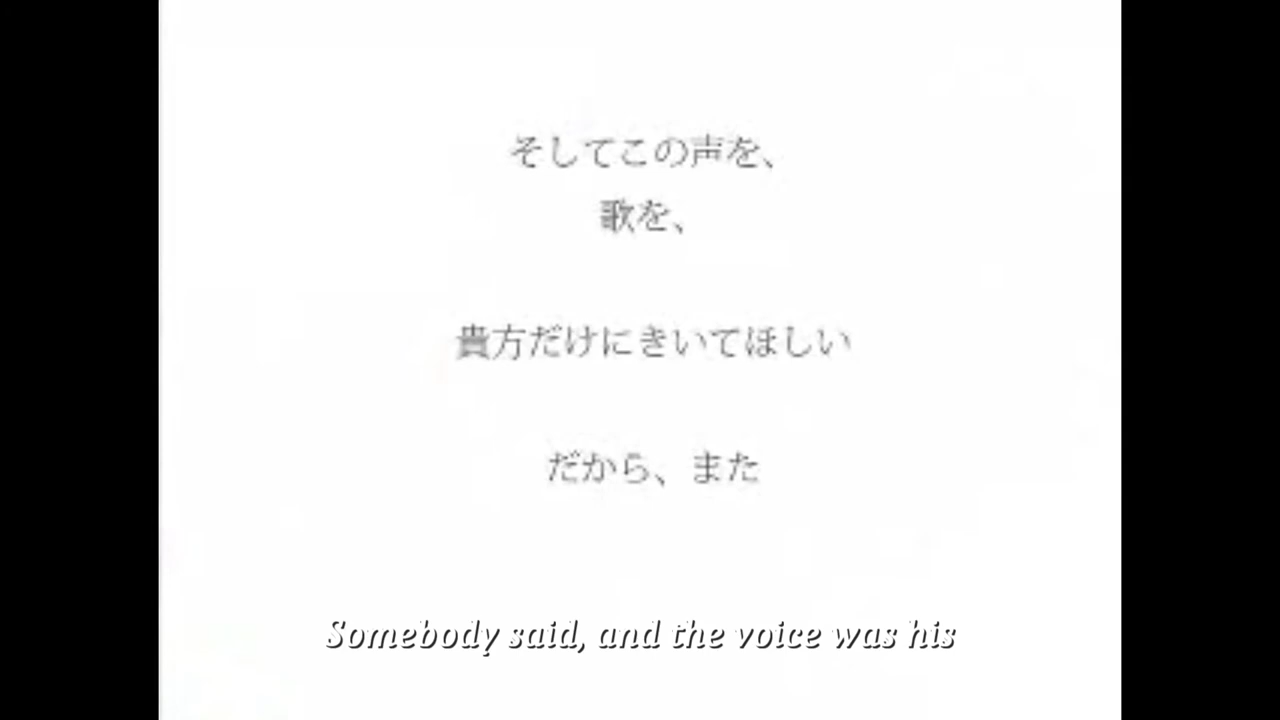 そしてこの声を、
歌を、
貴方だけにきいてほしい
だから、また
Somebody said, and the voice was his